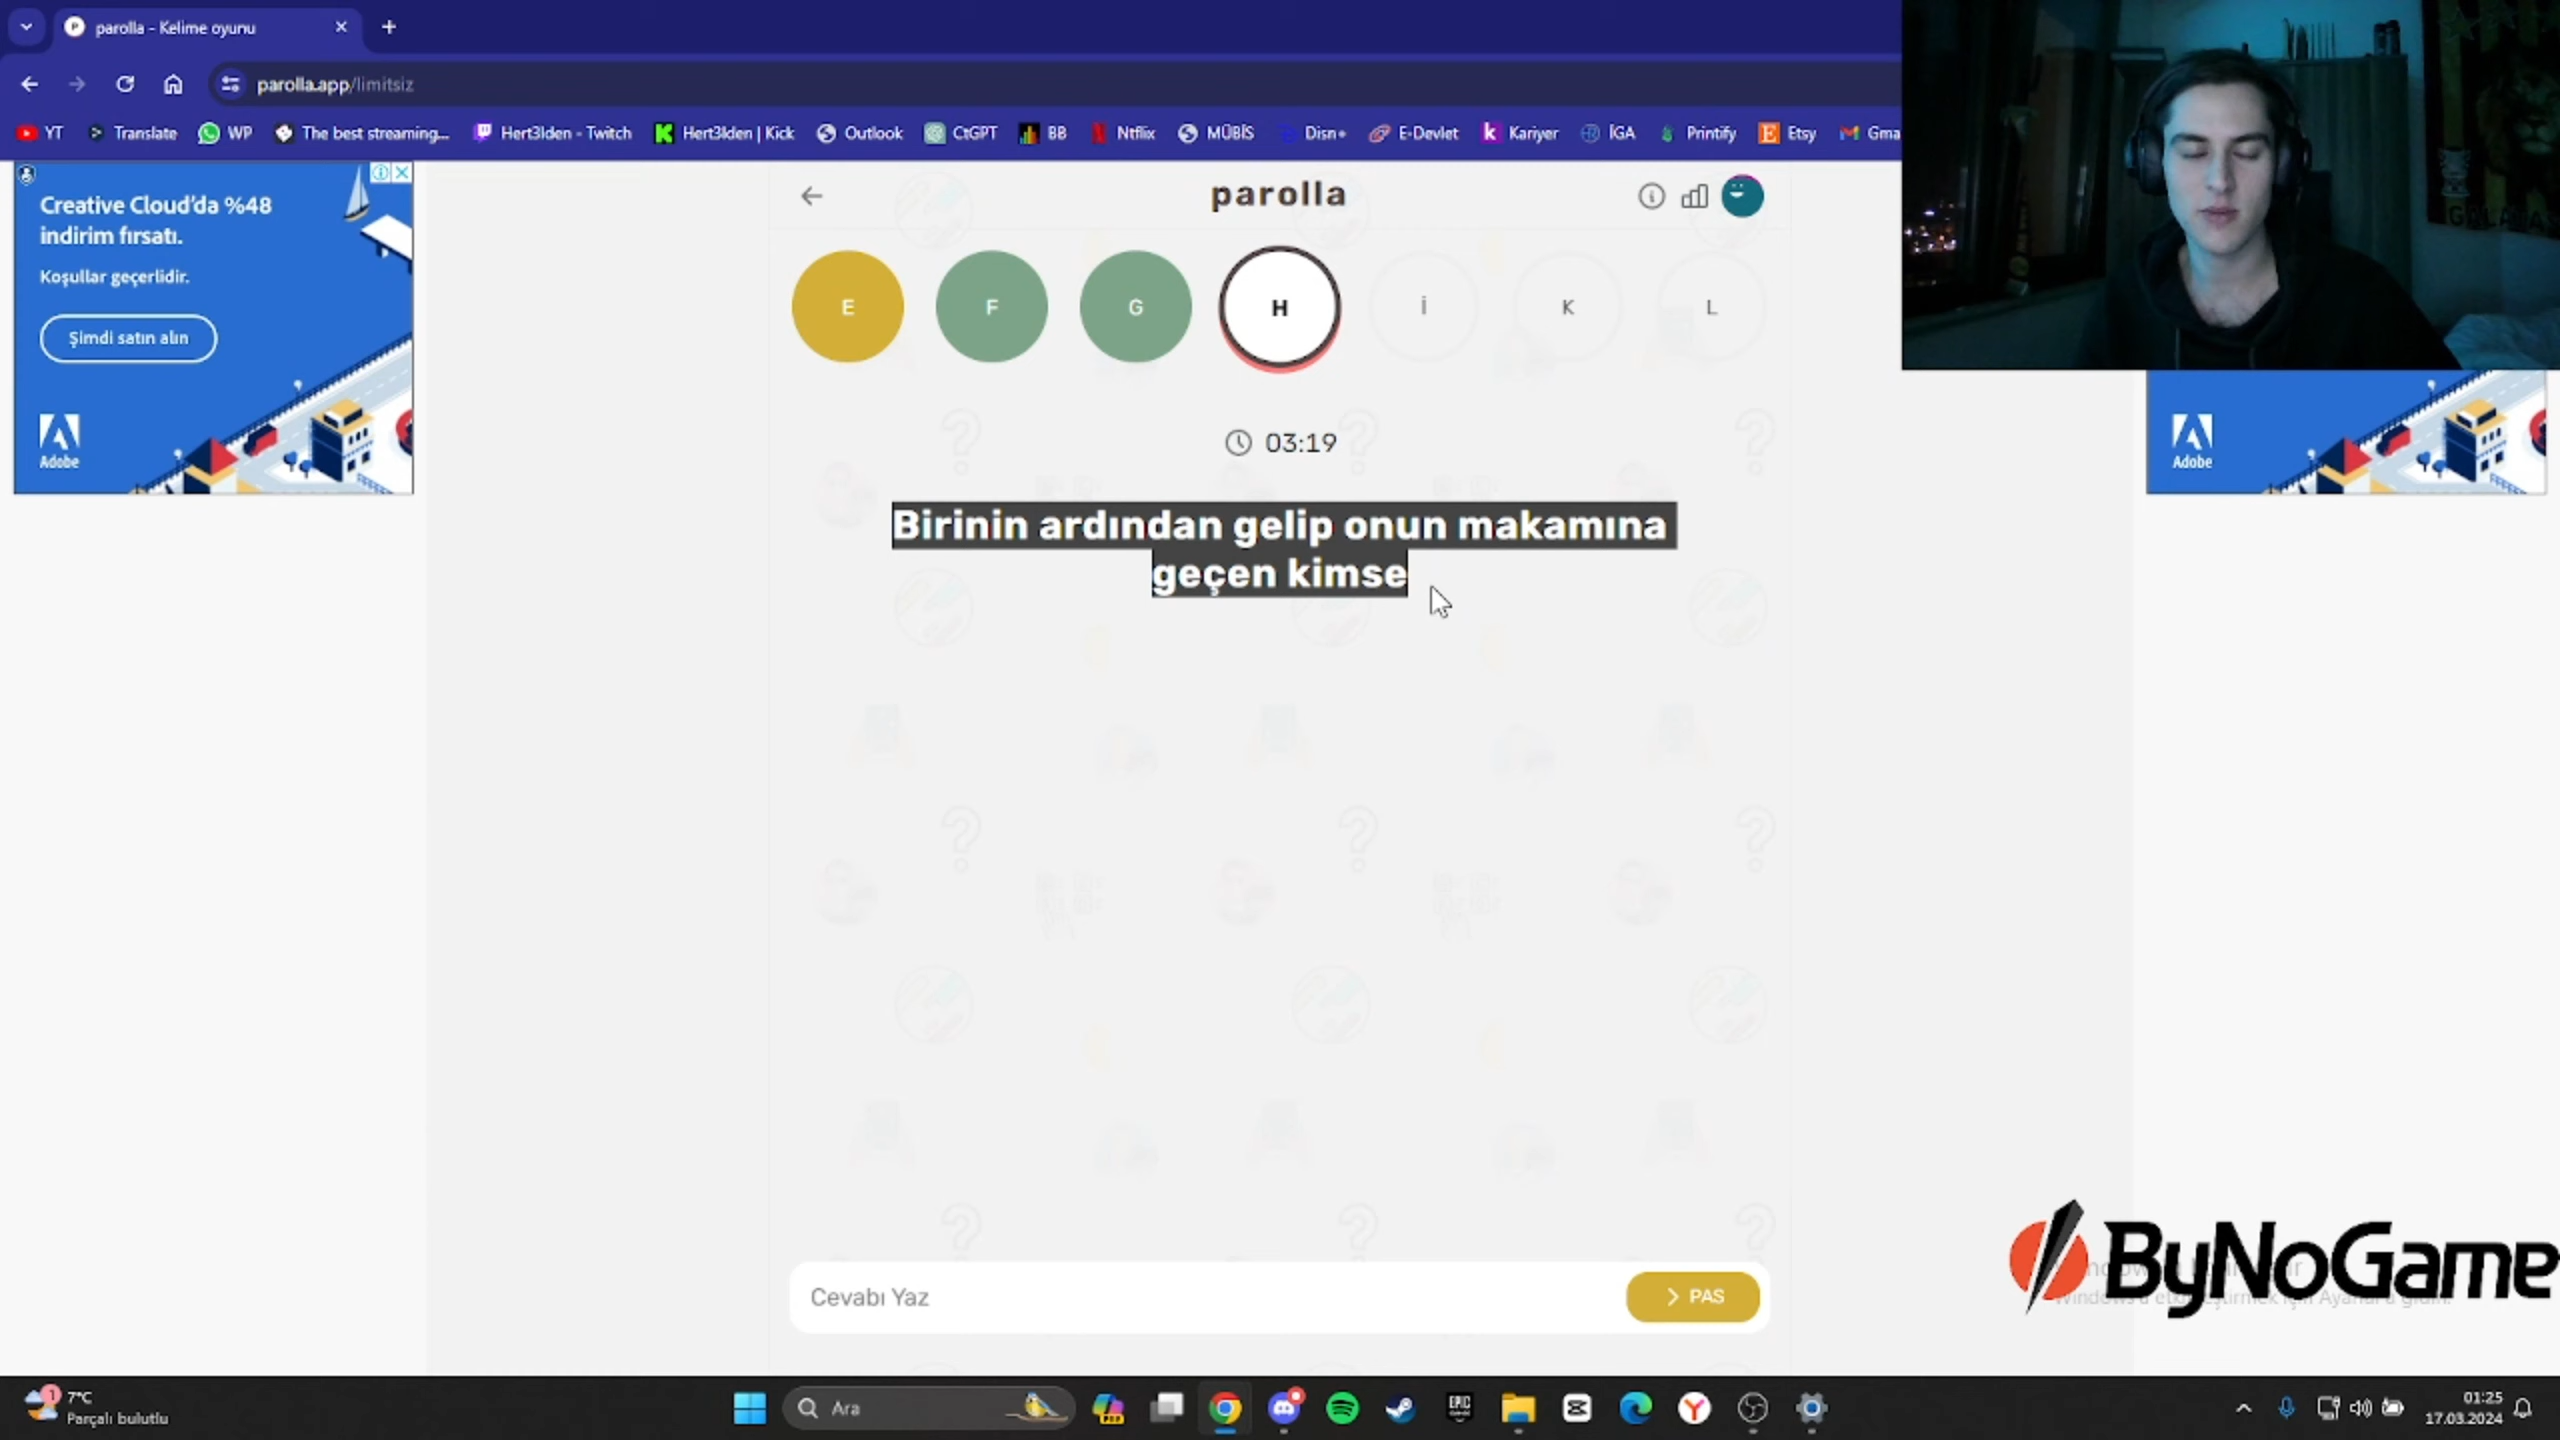 parolla - Kelime oyunu
parolla.app/limitsiz
YT
Translate
WP
The best streaming...
Hert3lden - Twitch
Hert3lden | Kick
Outlook
CtGPT
BB
Ntflix
MÜBİS
Disn+
E-Devlet
Kariyer
İGA
Printify
Etsy
Gma
Creative Cloud'da %48
indirim fırsatı.
Koşullar geçerlidir.
Şimdi satın alın
Adobe
parolla
E
F
G
H
İ
K
L
03:19
Birinin ardından gelip onun makamına
geçen kimse
Adobe
Cevabı Yaz
PAS
ByNoGame
7°C
Parçalı bulutlu
Ara
01:25
17.03.2024